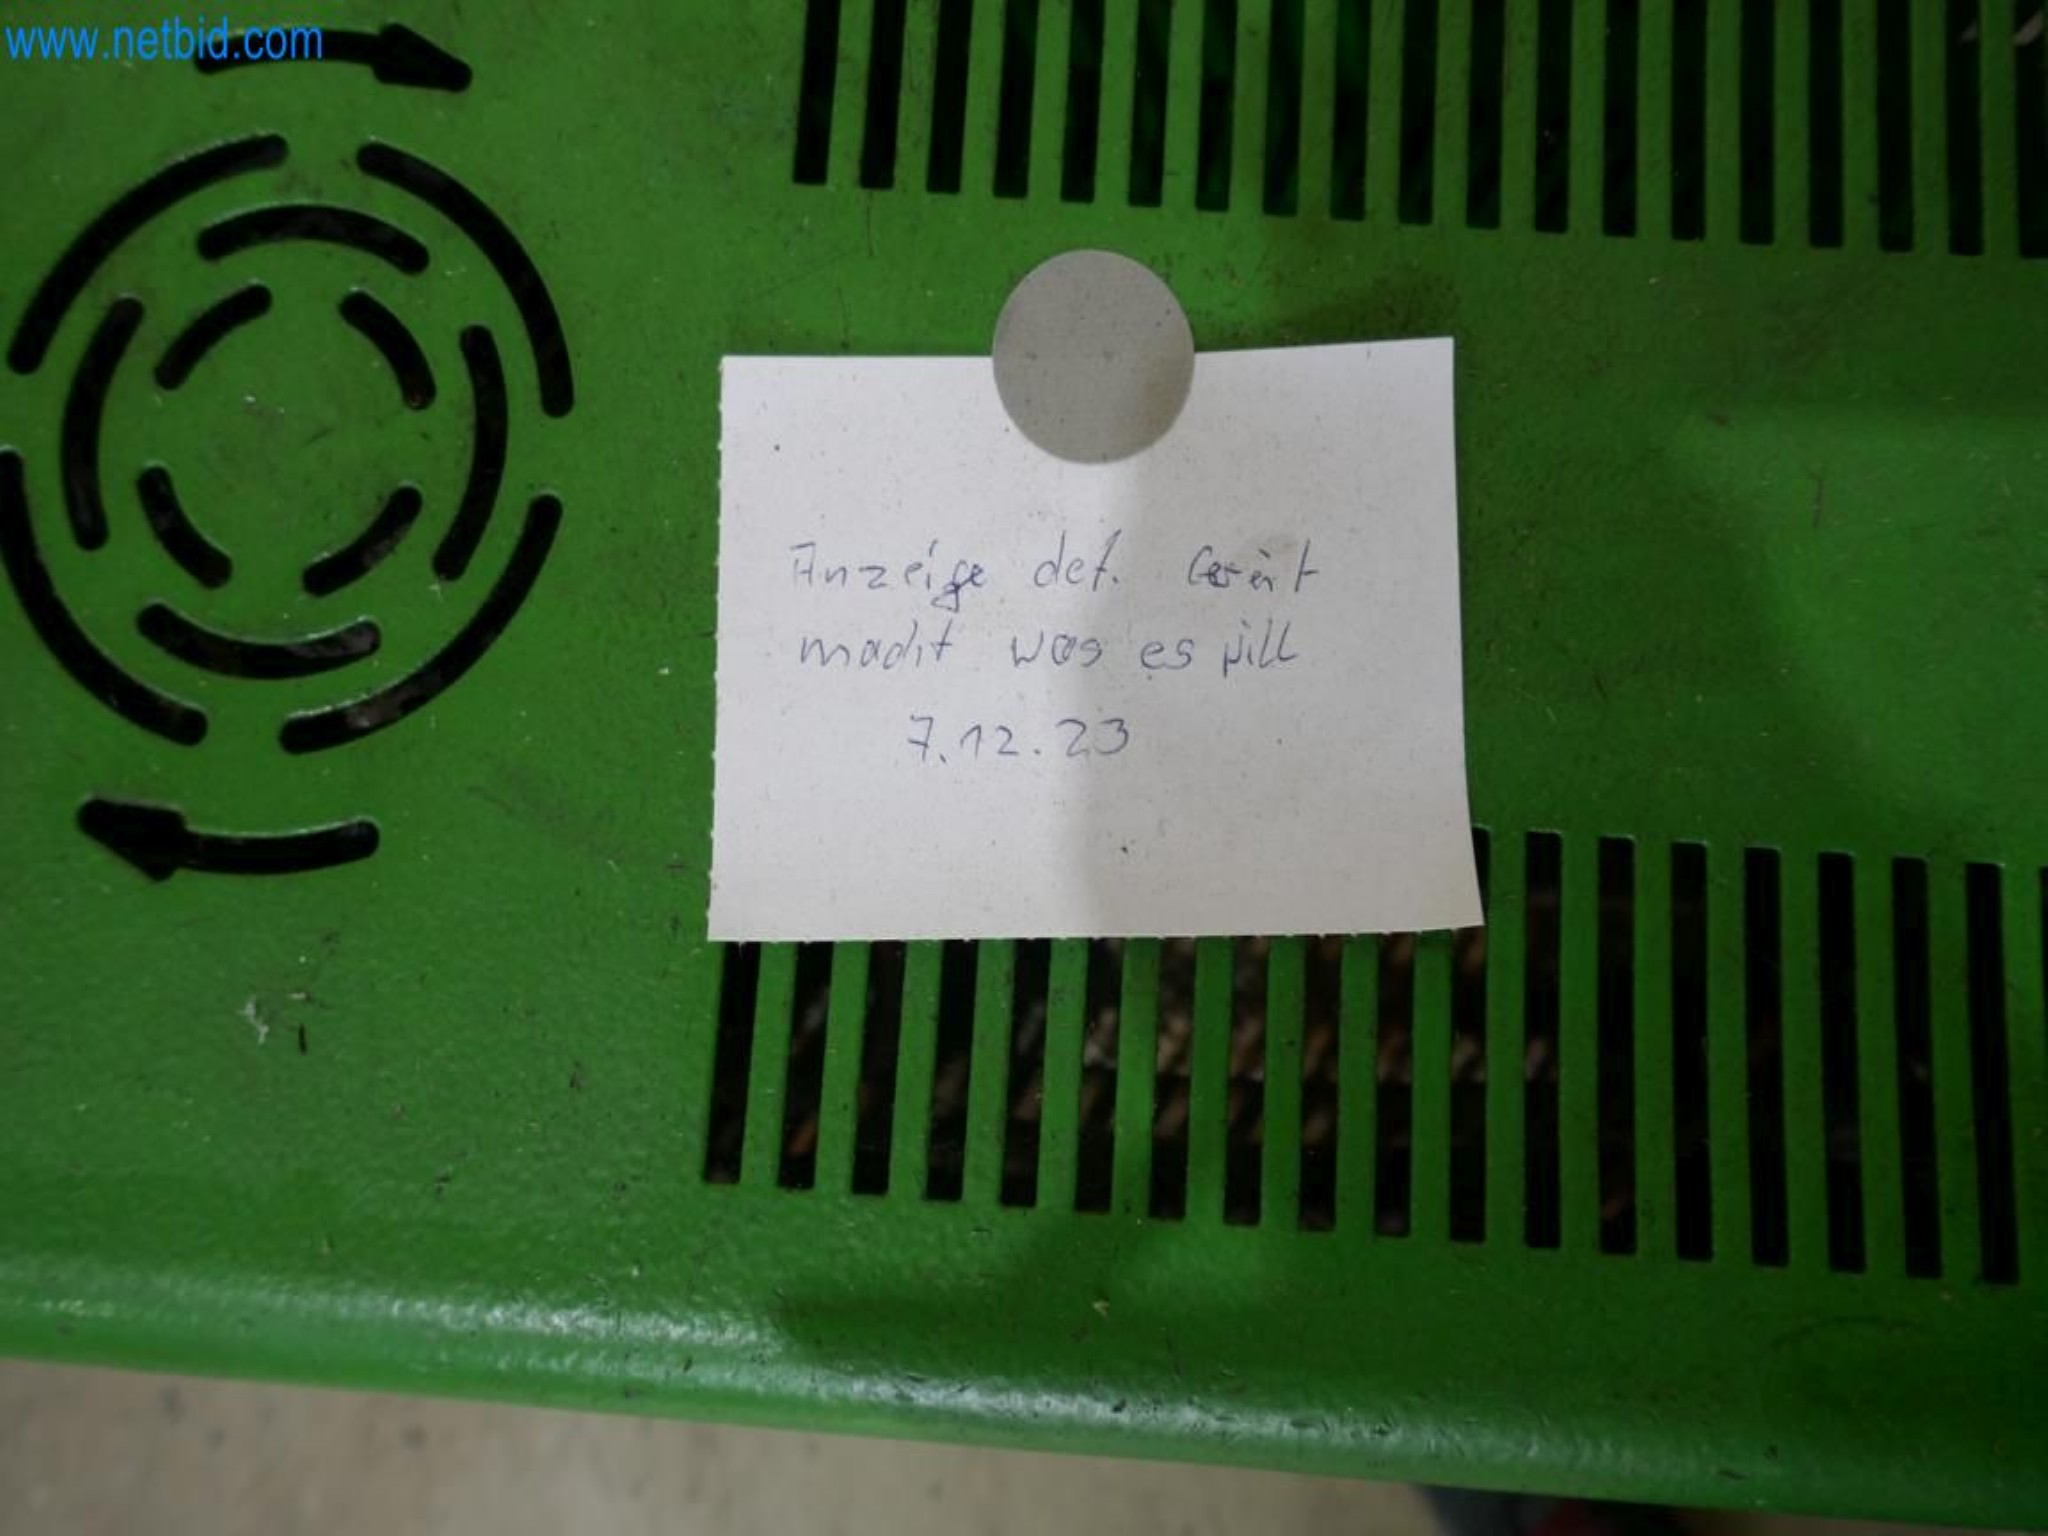 www.netbid.com
Anzeige def. Gerät
macht was es will
7.12.23